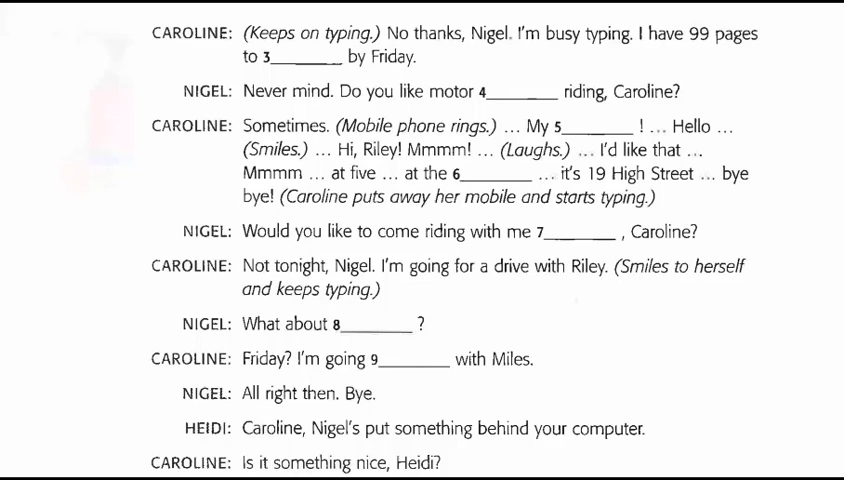 CAROLINE: (Keeps on typing.) No thanks, Nigel. I'm busy typing. I have 99 pages
to 3________ by Friday.
NIGEL: Never mind. Do you like motor 4________ riding, Caroline?
CAROLINE: Sometimes. (Mobile phone rings.) ... My 5________ ! ... Hello ...
(Smiles.) ... Hi, Riley! Mmmm! ... (Laughs.) ... I'd like that ...
Mmmm ... at five ... at the 6________ ... it's 19 High Street ... bye
bye! (Caroline puts away her mobile and starts typing.)
NIGEL: Would you like to come riding with me 7________ , Caroline?
CAROLINE: Not tonight, Nigel. I'm going for a drive with Riley. (Smiles to herself
and keeps typing.)
NIGEL: What about 8________ ?
CAROLINE: Friday? I'm going 9________ with Miles.
NIGEL: All right then. Bye.
HEIDI: Caroline, Nigel's put something behind your computer.
CAROLINE: Is it something nice, Heidi?